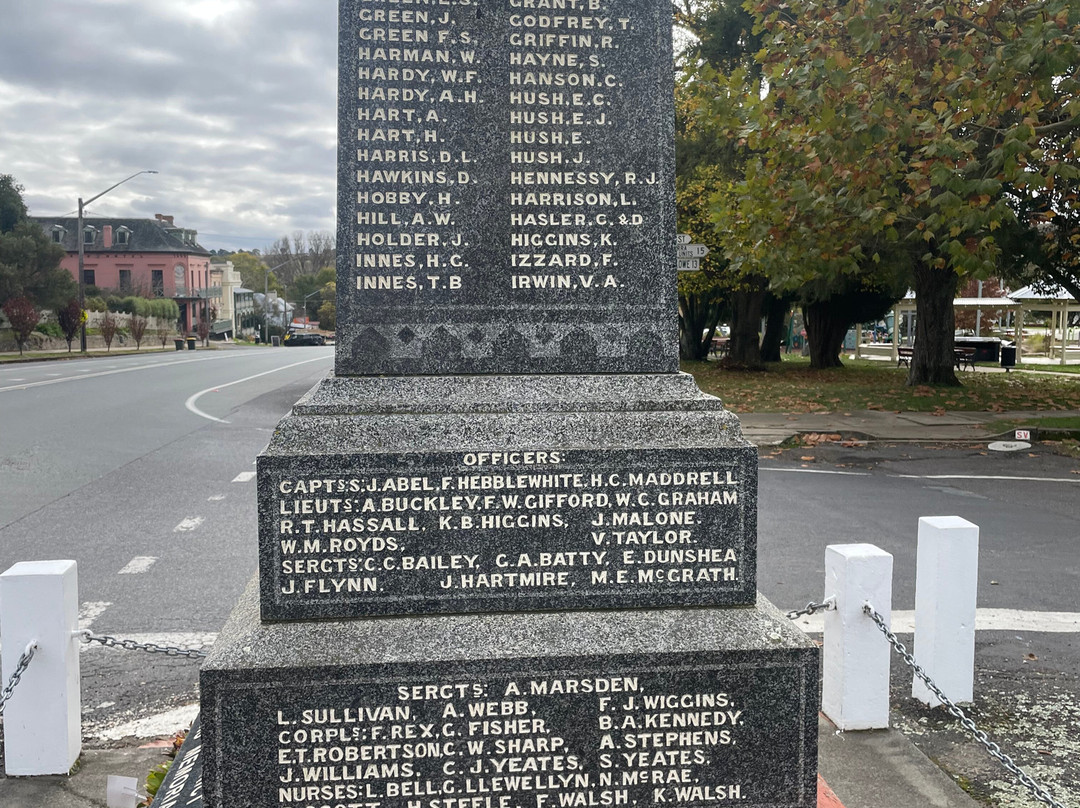 GREEN, J. GODFREY, T.
GREEN F.S. GRIFFIN, R.
HARMAN, W. HAYNE, S.
HARDY, W.F. HANSON, C.
HARDY, A.H. HUSH, E.C.
HART, A. HUSH, E.J.
HART, H. HUSH, E.
HARRIS, D.L. HUSH. J.
HAWKINS, D. HENNESSY, R.J.
HOBBY, H. HARRISON, L.
HILL, A.W. HASLER, C. & D
HOLDER. J. HIGGINS, K.
INNES, H.G. IZZARD. F.
INNES, T.B IRWIN, V.A.
OFFICERS:
CAPTS: S.J. ABEL, F. HEBBLEWHITE, H.C. MADDRELL
LIEUTS: A. BUCKLEY, F.W. GIFFORD, W.C. GRAHAM
R.T. HASSALL, K.B. HIGGINS, J. MALONE.
W.M. ROYDS, V. TAYLOR.
SERGTS: C.C. BAILEY, C.A. BATTY, E. DUNSHEA
J. FLYNN. J. HARTMIRE, M.E. McGRATH.
SERGTS: A. MARSDEN,
L. SULLIVAN, A. WEBB, F.J. WIGGINS,
CORPLS: F. REX, G. FISHER, B.A. KENNEDY,
E.T. ROBERTSON, C.W. SHARP, A. STEPHENS,
J. WILLIAMS, C.J. YEATES, S. YEATES,
NURSES: L. BELL, G. LLEWELLYN, N. McRAE,
H. STEELE, F. WALSH, K. WALSH.
15
SV